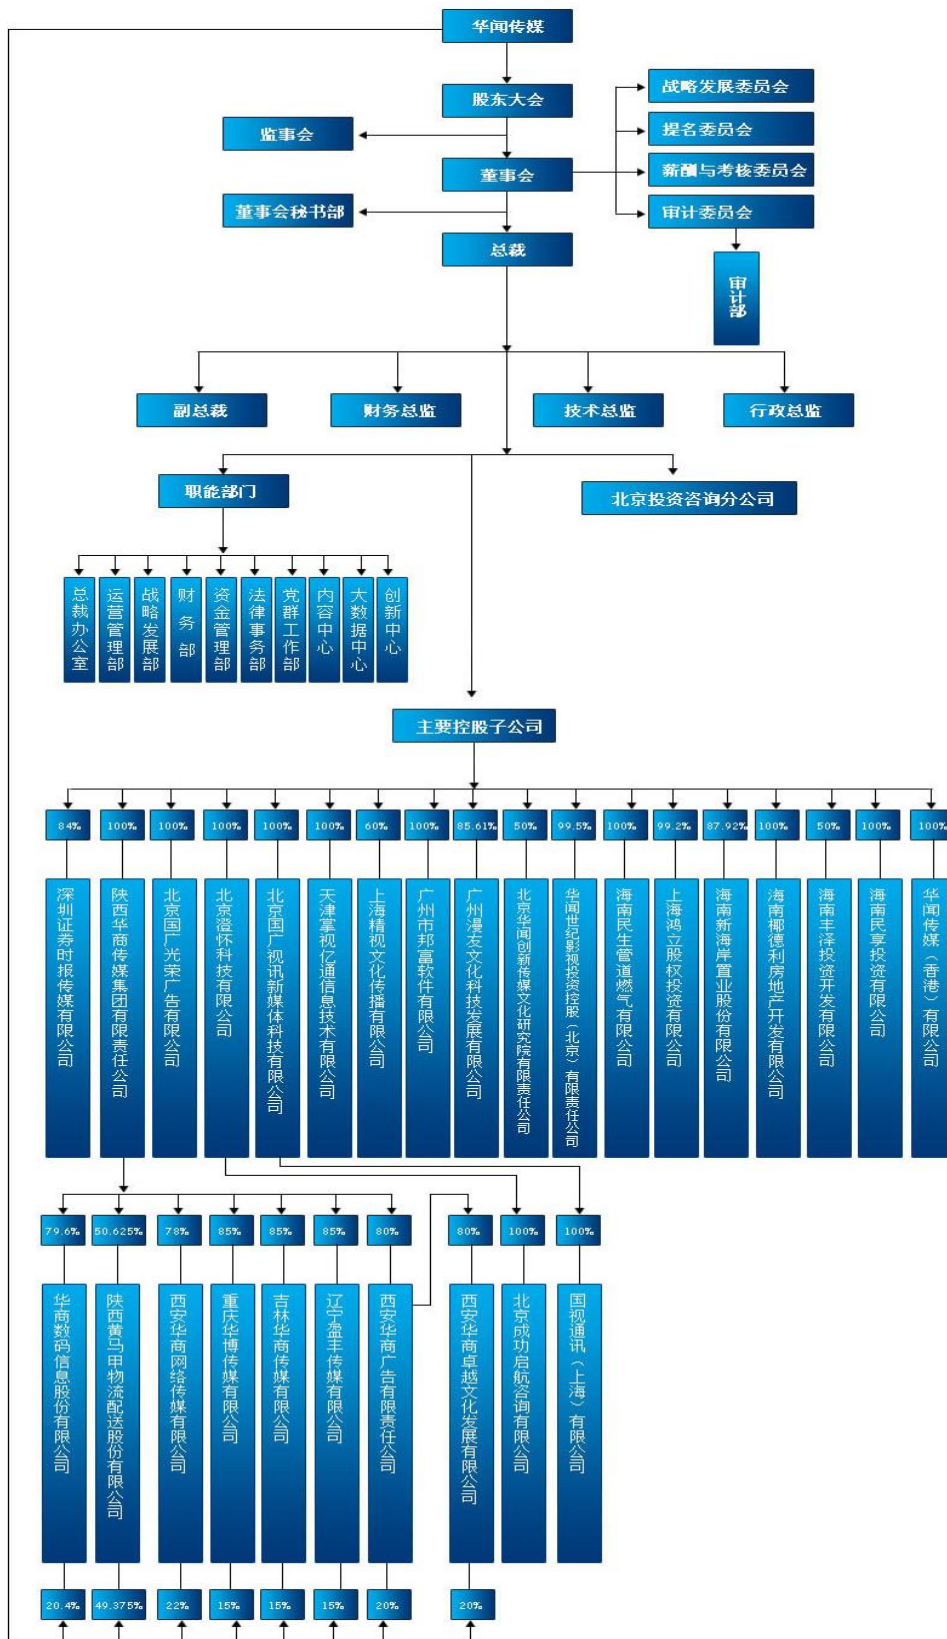 华闻传媒
股东大会
监事会
董事会
董事会秘书部
总裁
战略发展委员会
提名委员会
薪酬与考核委员会
审计委员会
审计部
副总裁
财务总监
技术总监
行政总监
职能部门
北京投资咨询分公司
总裁办公室
运营管理部
战略发展部
财务部
资金管理部
法律事务部
党群工作部
内容中心
大数据中心
创新中心
主要控股子公司
84%
100%
100%
100%
100%
100%
60%
100%
85.61%
50%
99.5%
100%
99.2%
87.92%
100%
50%
100%
100%
深圳证券时报传媒有限公司
陕西华商传媒集团有限责任公司
北京国广光荣广告有限公司
北京澄怀科技有限公司
北京国广视讯新媒体科技有限公司
天津掌视亿通信息技术有限公司
上海精视文化传播有限公司
广州市邦富软件有限公司
广州漫友文化科技发展有限公司
北京华闻创新传媒文化研究院有限责任公司
华闻世纪影视投资控股（北京）有限责任公司
海南民生管道燃气有限公司
上海鸿立股权投资有限公司
海南新海岸置业股份有限公司
海南椰德利房地产开发有限公司
海南丰泽投资开发有限公司
海南民享投资有限公司
华闻传媒（香港）有限公司
79.6%
50.625%
78%
85%
85%
85%
80%
80%
100%
100%
华商数码信息股份有限公司
陕西黄马甲物流配送股份有限公司
西安华商网络传媒有限公司
重庆华博传媒有限公司
吉林华商传媒有限公司
辽宁盈丰传媒有限公司
西安华商广告有限责任公司
西安华商卓越文化发展有限公司
北京成功启航咨询有限公司
国视通讯（上海）有限公司
20.4%
49.375%
22%
15%
15%
15%
20%
20%